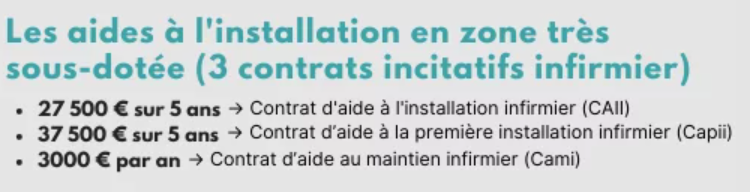 Les aides à l'installation en zone très
sous-dotée (3 contrats incitatifs infirmier)
• 27 500 € sur 5 ans → Contrat d'aide à l'installation infirmier (CAII)
• 37 500 € sur 5 ans → Contrat d'aide à la première installation infirmier (Capii)
• 3000 € par an → Contrat d'aide au maintien infirmier (Cami)